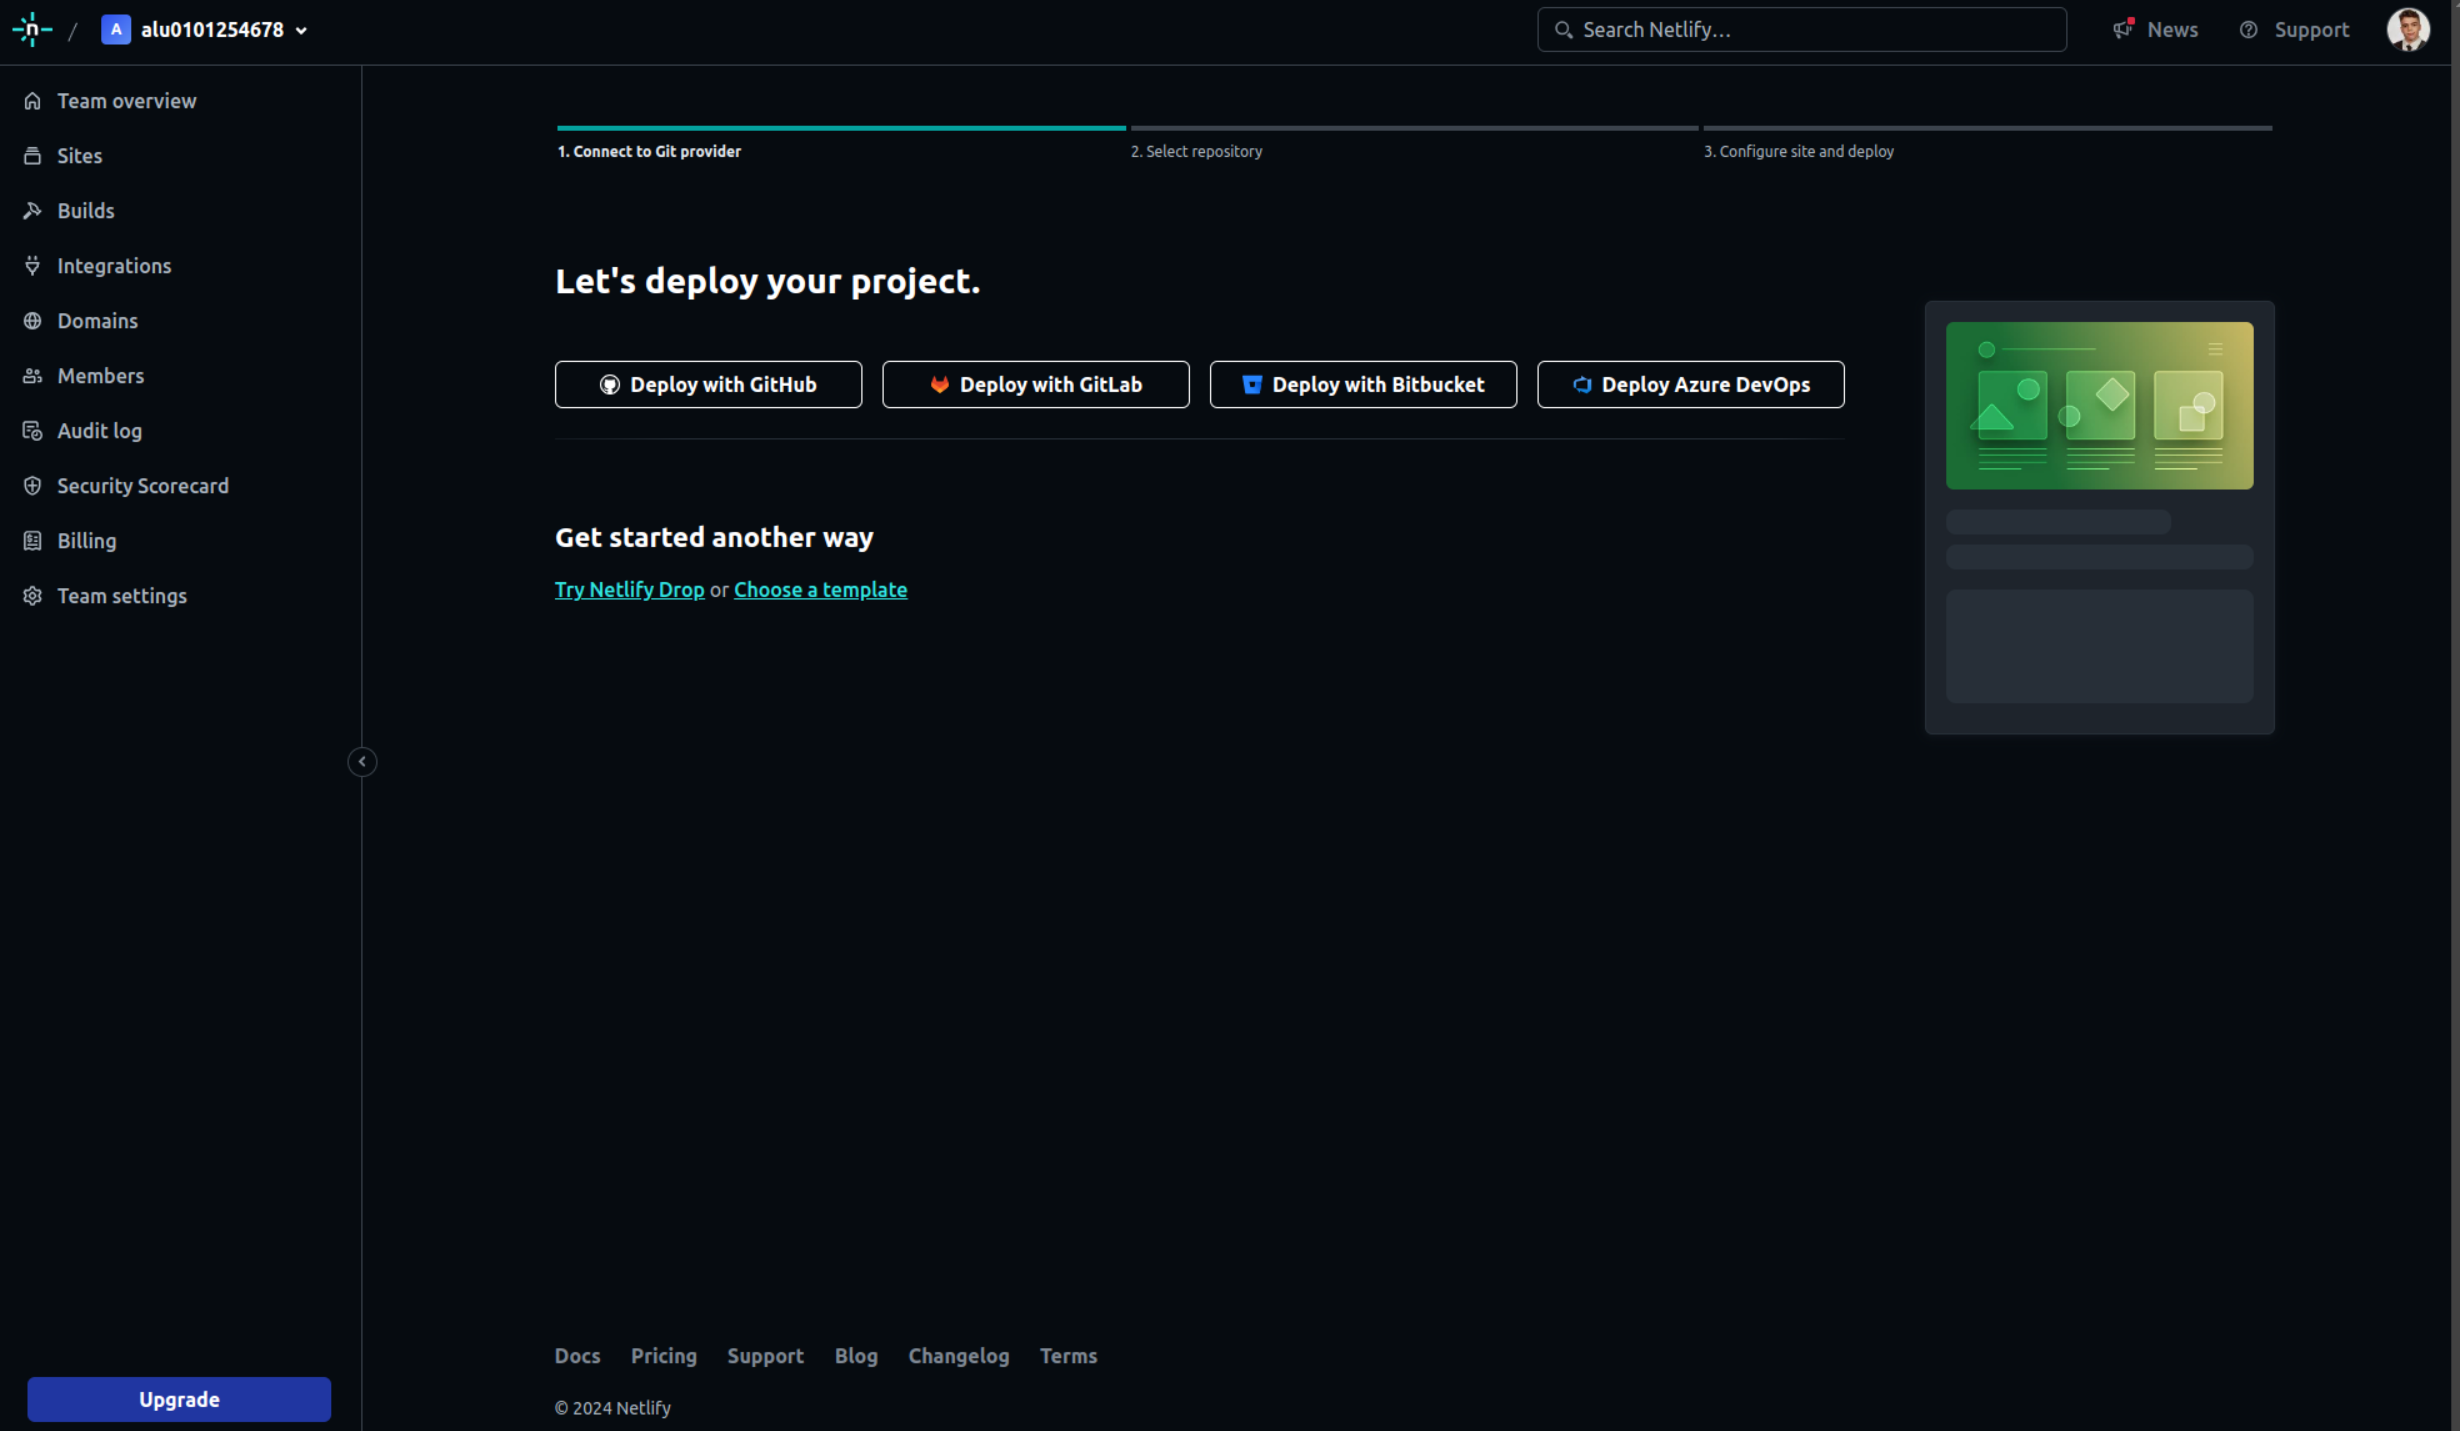 / A alu0101254678
Search Netlify...
News
Support
Team overview
Sites
Builds
Integrations
Domains
Members
Audit log
Security Scorecard
Billing
Team settings
Upgrade
1. Connect to Git provider
2. Select repository
3. Configure site and deploy
Let's deploy your project.
Deploy with GitHub
Deploy with GitLab
Deploy with Bitbucket
Deploy Azure DevOps
Get started another way
Try Netlify Drop or Choose a template
Docs Pricing Support Blog Changelog Terms
© 2024 Netlify